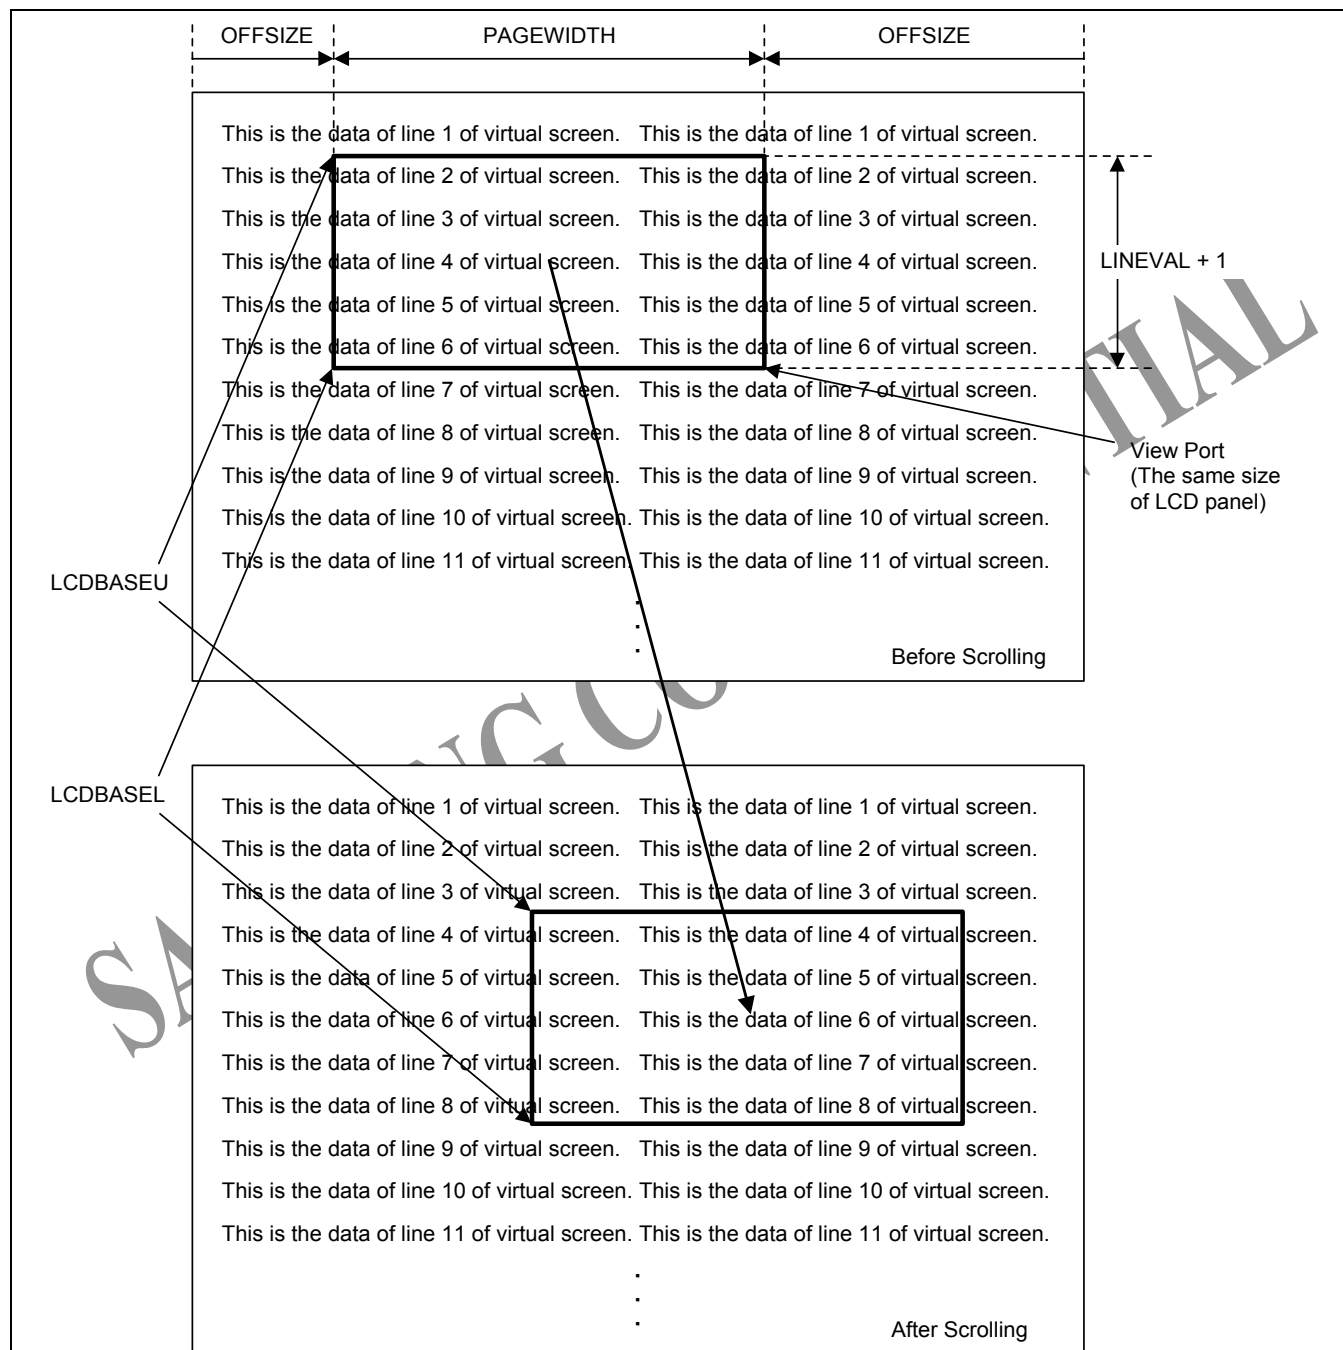 OFFSIZE PAGEWIDTH OFFSIZE
This is the data of line 1 of virtual screen. This is the data of line 1 of virtual screen.
This is the data of line 2 of virtual screen. This is the data of line 2 of virtual screen.
This is the data of line 3 of virtual screen. This is the data of line 3 of virtual screen.
This is the data of line 4 of virtual screen. This is the data of line 4 of virtual screen.
LINEVAL + 1
This is the data of line 5 of virtual screen. This is the data of line 5 of virtual screen.
This is the data of line 6 of virtual screen. This is the data of line 6 of virtual screen.
This is the data of line 7 of virtual screen. This is the data of line 7 of virtual screen.
This is the data of line 8 of virtual screen. This is the data of line 8 of virtual screen.
View Port
(The same size
of LCD panel)
This is the data of line 9 of virtual screen. This is the data of line 9 of virtual screen.
This is the data of line 10 of virtual screen. This is the data of line 10 of virtual screen.
This is the data of line 11 of virtual screen. This is the data of line 11 of virtual screen.
LCDBASEU
.
.
.
Before Scrolling
LCDBASEL
This is the data of line 1 of virtual screen. This is the data of line 1 of virtual screen.
This is the data of line 2 of virtual screen. This is the data of line 2 of virtual screen.
This is the data of line 3 of virtual screen. This is the data of line 3 of virtual screen.
This is the data of line 4 of virtual screen. This is the data of line 4 of virtual screen.
This is the data of line 5 of virtual screen. This is the data of line 5 of virtual screen.
This is the data of line 6 of virtual screen. This is the data of line 6 of virtual screen.
This is the data of line 7 of virtual screen. This is the data of line 7 of virtual screen.
This is the data of line 8 of virtual screen. This is the data of line 8 of virtual screen.
This is the data of line 9 of virtual screen. This is the data of line 9 of virtual screen.
This is the data of line 10 of virtual screen. This is the data of line 10 of virtual screen.
This is the data of line 11 of virtual screen. This is the data of line 11 of virtual screen.
.
.
.
After Scrolling